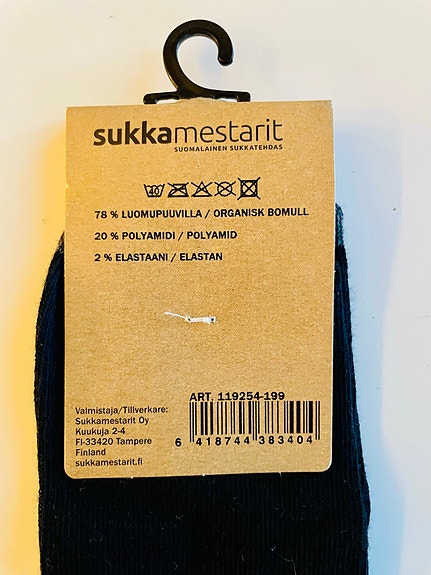 sukkamestarit
SUOMALAINEN SUKKATEHDAS
78 % LUOMUPUUVILLA / ORGANISK BOMULL
20 % POLYAMIDI / POLYAMID
2 % ELASTAANI / ELASTAN
ART. 119254-199
Valmistaja/Tillverkare:
Sukkamestarit Oy
Kuukuja 2-4
FI-33420 Tampere
Finland
sukkamestarit.fi
6 418744 383404